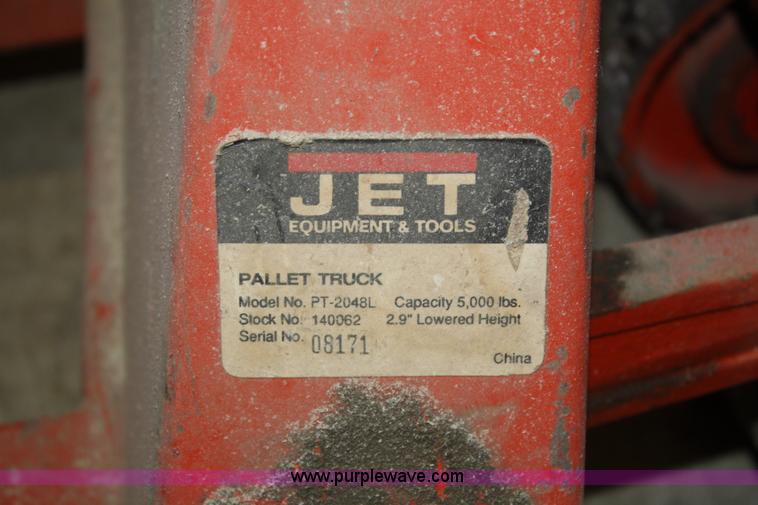 JET
EQUIPMENT & TOOLS
PALLET TRUCK
Model No. PT-2048L Capacity 5,000 lbs.
Stock No. 140062 2.9" Lowered Height
Serial No. 08171
China
www.purplewave.com